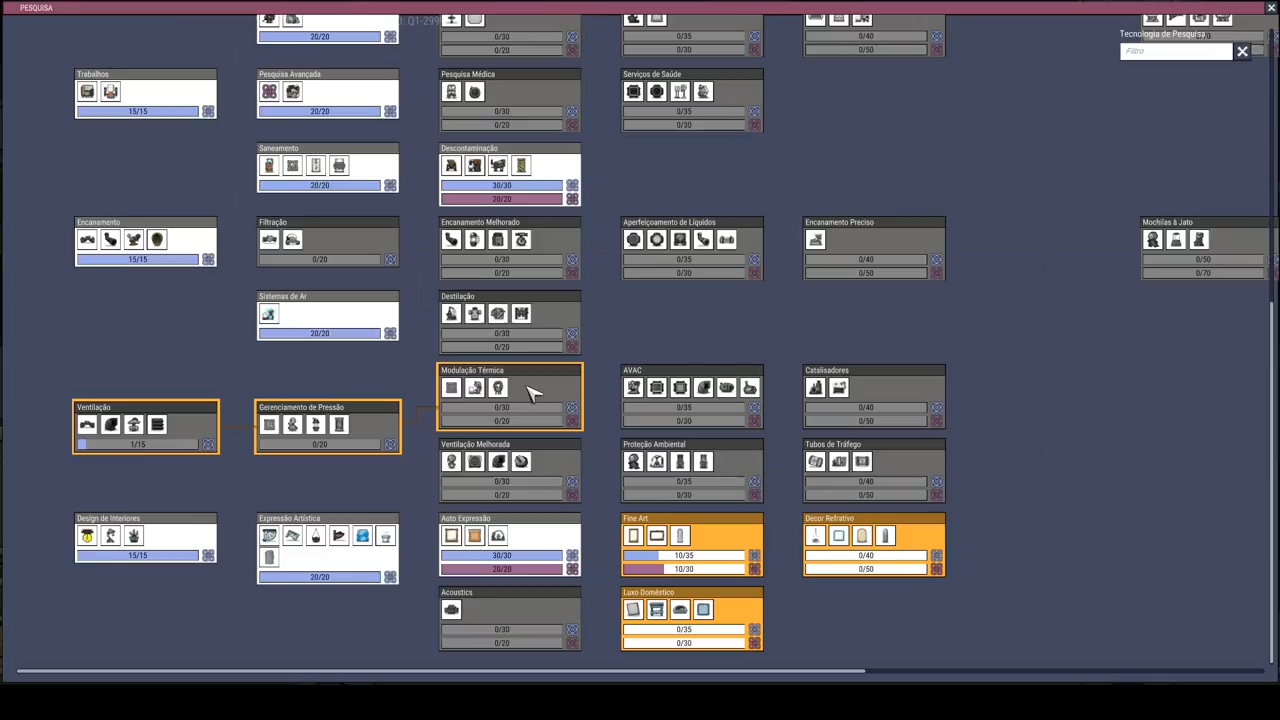 PESQUISA
O: Q1-299
Tecnologia de Pesquisa
Filtro
20/20
0/30
0/20
0/35
0/30
0/40
0/50
Trabalhos
15/15
Pesquisa Avançada
20/20
Pesquisa Médica
0/30
0/20
Serviços de Saúde
0/35
0/30
Saneamento
20/20
Descontaminação
30/30
20/20
Encanamento
15/15
Filtração
0/20
Encanamento Melhorado
0/30
0/20
Aperfeiçoamento de Líquidos
0/35
0/30
Encanamento Preciso
0/40
0/50
Mochilas à Jato
0/50
0/70
Sistemas de Ar
20/20
Destilação
0/30
0/20
Modulação Térmica
0/30
0/20
AVAC
0/35
0/30
Catalisadores
0/40
0/50
Ventilação
1/15
Gerenciamento de Pressão
0/20
Ventilação Melhorada
0/30
0/20
Proteção Ambiental
0/35
0/30
Tubos de Tráfego
0/40
0/50
Design de Interiores
15/15
Expressão Artística
20/20
Auto Expressão
30/30
20/20
Fine Art
10/35
10/30
Decor Refrativo
0/40
0/50
Acoustics
0/30
0/20
Luxo Doméstico
0/35
0/30